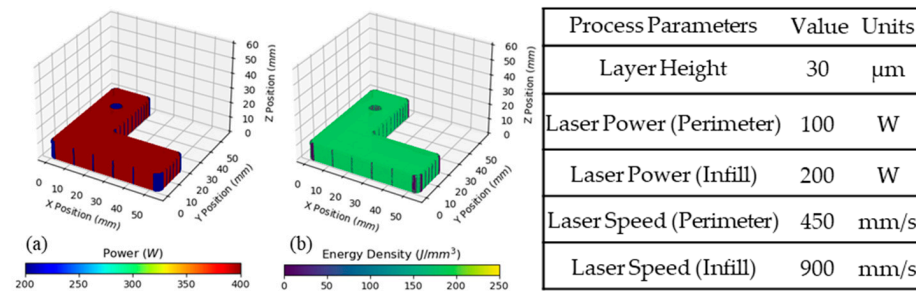 60
50
40
30
20
10
0
Z Position (mm)
0
10
20
30
40
50
X Position (mm)
0
10
20
30
40
50
Y Position (mm)
(a)
Power (W)
200 250 300 350 400
60
50
40
30
20
10
0
Z Position (mm)
0
10
20
30
40
50
X Position (mm)
0
10
20
30
40
50
Y Position (mm)
(b)
Energy Density (J/mm³)
0 50 100 150 200 250
Process Parameters Value Units
Layer Height 30 μm
Laser Power (Perimeter) 100 W
Laser Power (Infill) 200 W
Laser Speed (Perimeter) 450 mm/s
Laser Speed (Infill) 900 mm/s